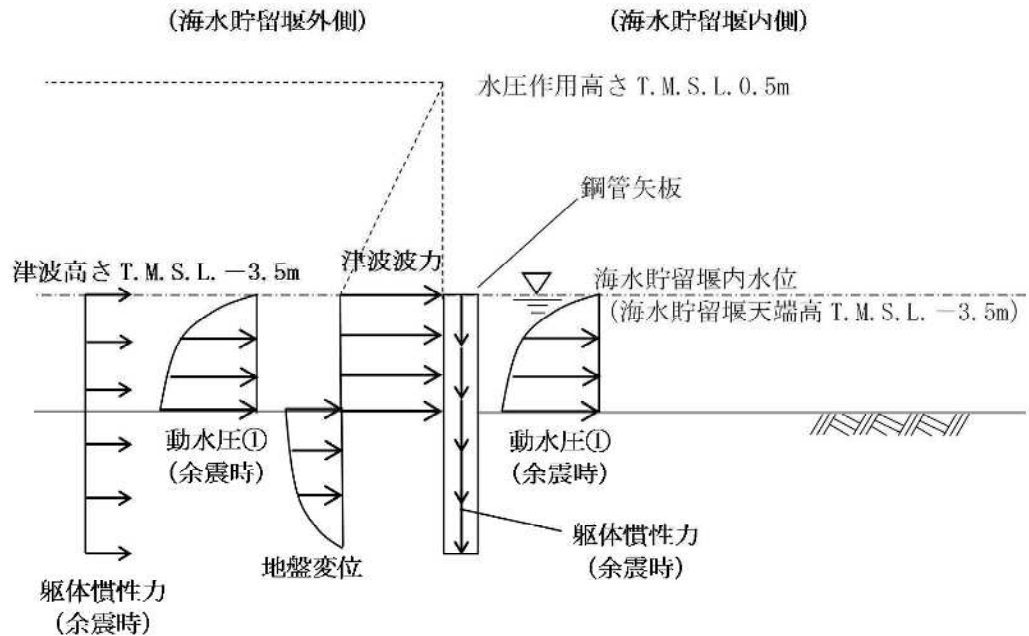 (海水貯留堰外側)
(海水貯留堰内側)
水圧作用高さ T.M.S.L.0.5m
鋼管矢板
津波高さ T.M.S.L.－3.5m
津波波力
海水貯留堰内水位
(海水貯留堰天端高 T.M.S.L.－3.5m)
動水圧①
(余震時)
動水圧①
(余震時)
地盤変位
躯体慣性力
(余震時)
躯体慣性力
(余震時)